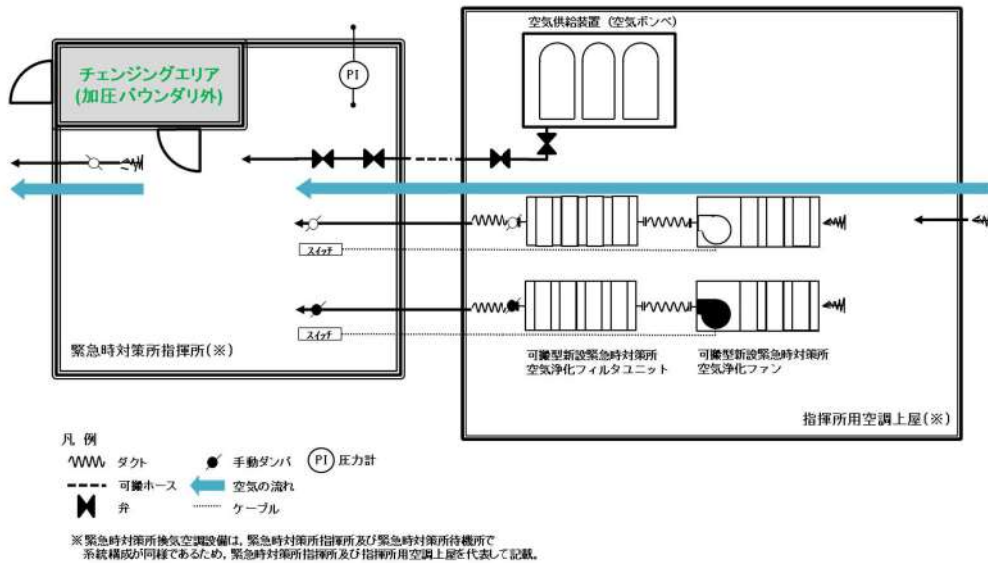 空気供給装置（空気ボンベ）
チェンジングエリア
(加圧バウンダリ外)
PI
スイッチ
スイッチ
緊急時対策所指揮所(※)
可搬型新設緊急時対策所
空気浄化フィルタユニット
可搬型新設緊急時対策所
空気浄化ファン
指揮所用空調上屋(※)
凡 例
ダクト
手動ダンパ
PI 圧力計
可搬ホース
空気の流れ
弁
ケーブル
※緊急時対策所換気空調設備は，緊急時対策所指揮所及び緊急時対策所待機所で
系統構成が同様であるため，緊急時対策所指揮所及び指揮所用空調上屋を代表して記載。